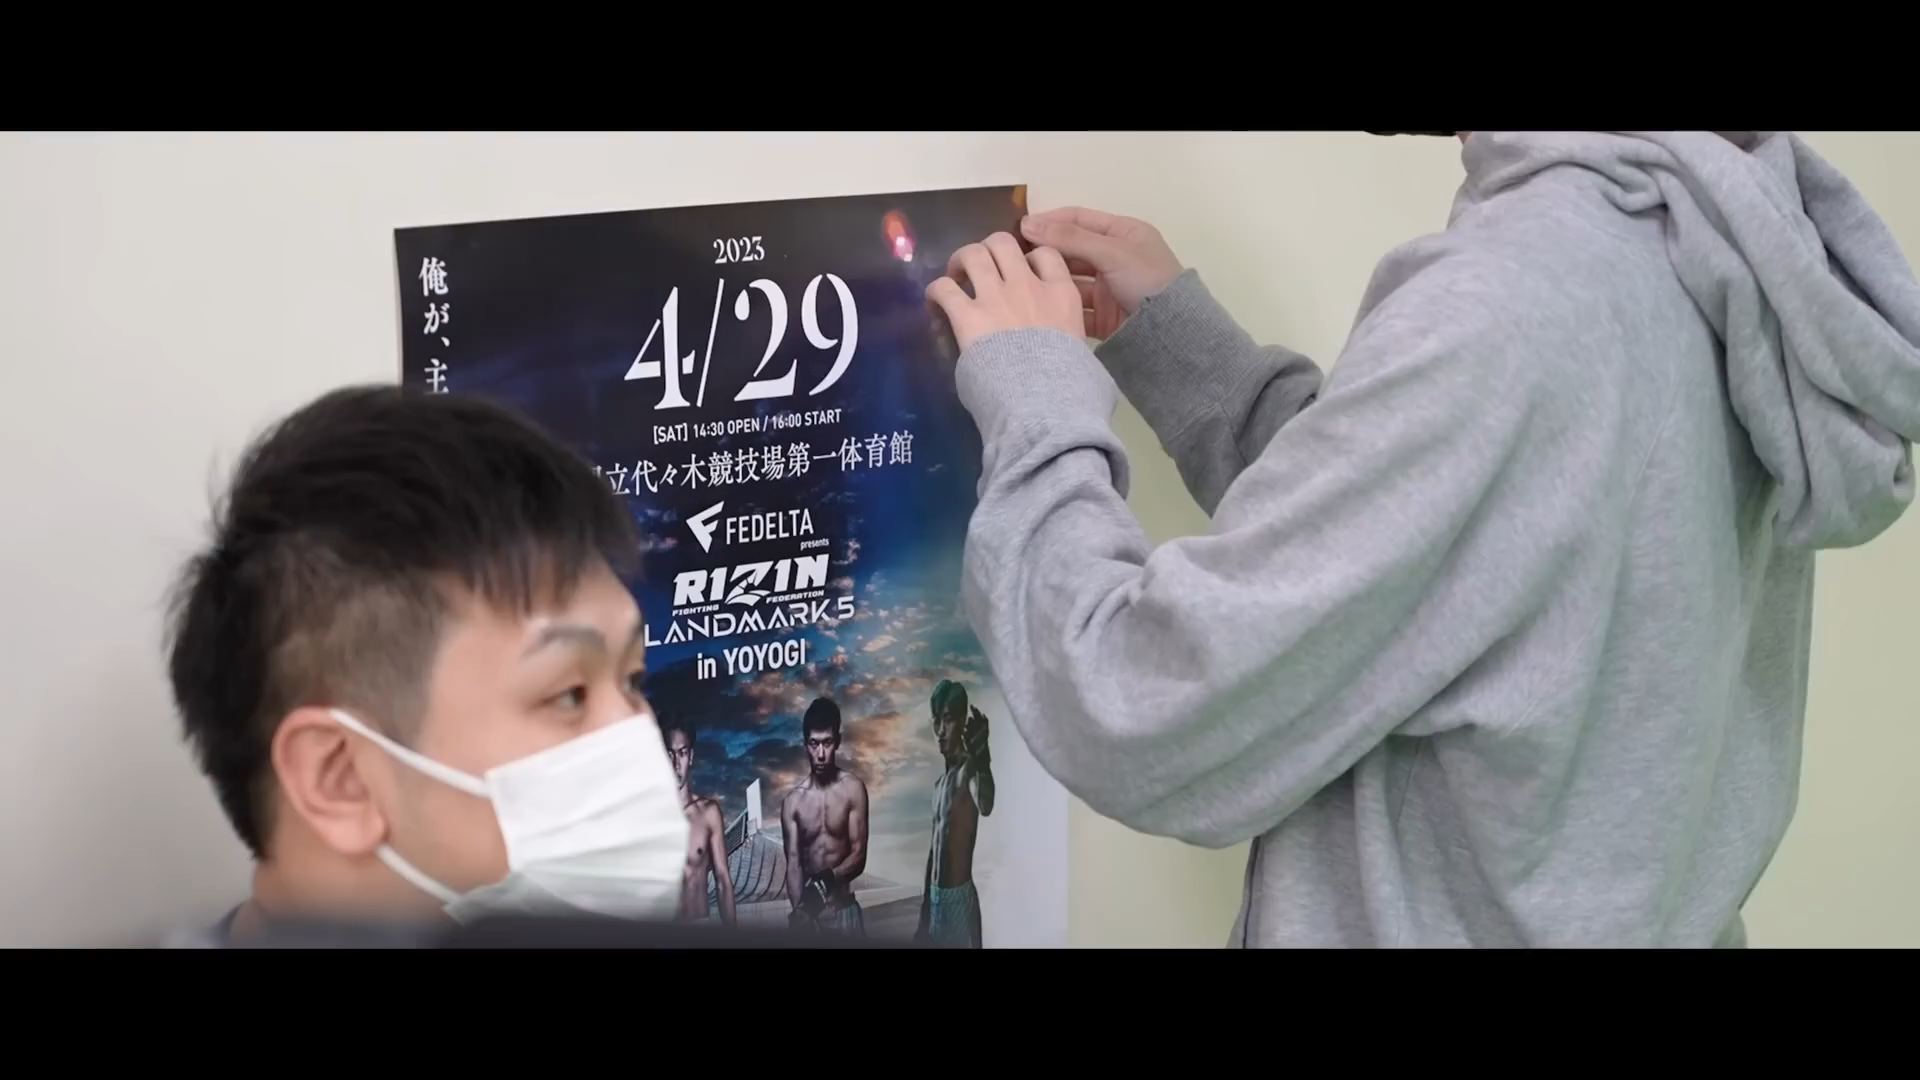 俺が、主
2023
4/29
[SAT] 14:30 OPEN / 16:00 START
立代々木競技場第一体育館
FEDELTA
presents
RIZIN
FIGHTING FEDERATION
LANDMARK 5
in YOYOGI